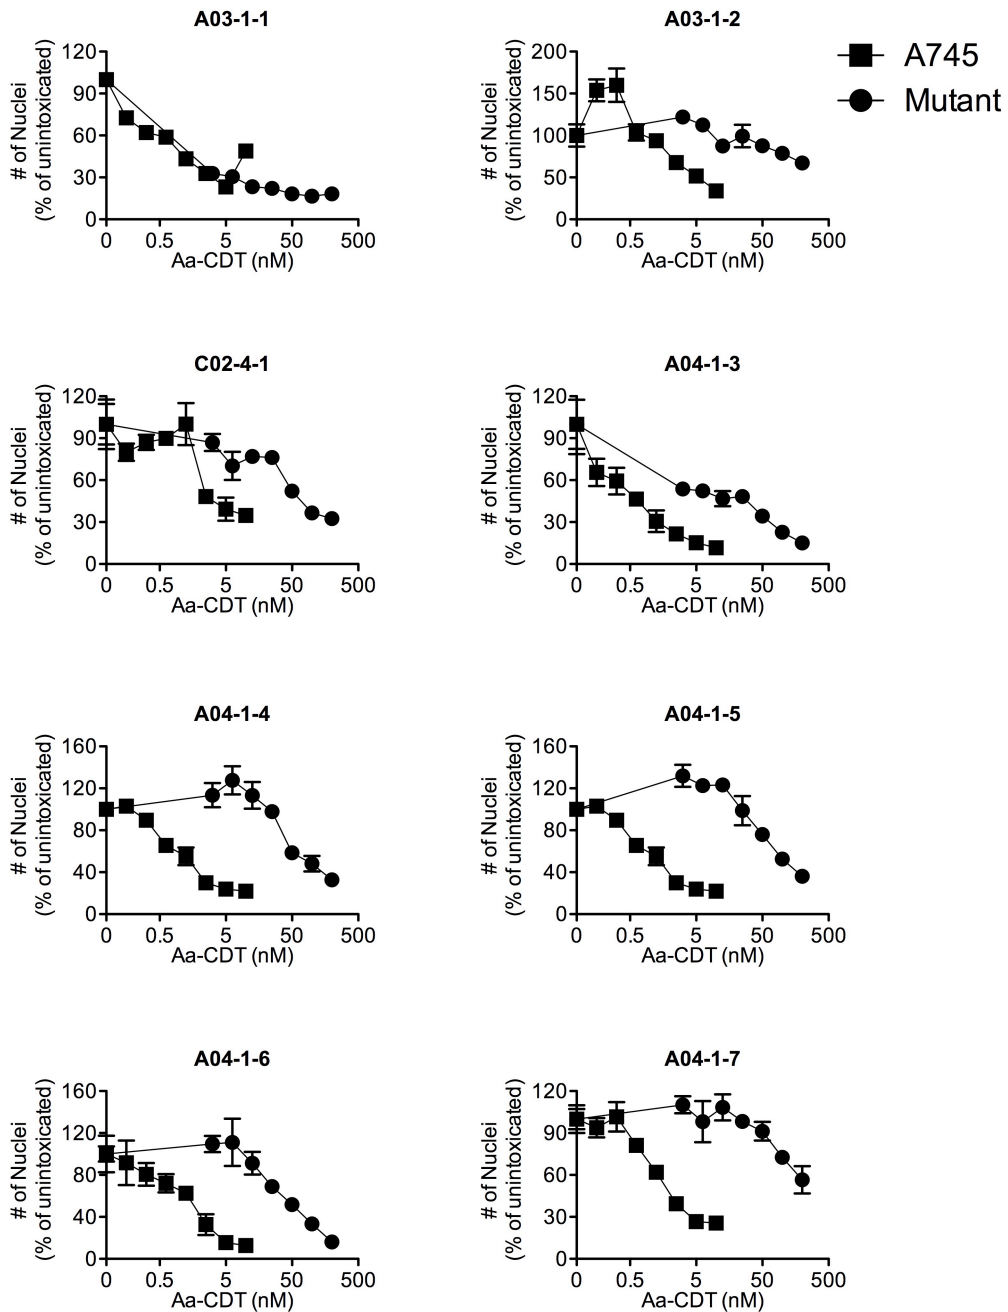 A03-1-1
120
90
60
30
0
# of Nuclei
(% of unintoxicated)
0 0.5 5 50 500
Aa-CDT (nM)
A03-1-2
200
150
100
50
0
# of Nuclei
(% of unintoxicated)
0 0.5 5 50 500
Aa-CDT (nM)
A745
Mutant
C02-4-1
120
90
60
30
0
# of Nuclei
(% of unintoxicated)
0 0.5 5 50 500
Aa-CDT (nM)
A04-1-3
120
90
60
30
0
# of Nuclei
(% of unintoxicated)
0 0.5 5 50 500
Aa-CDT (nM)
A04-1-4
160
120
80
40
0
# of Nuclei
(% of unintoxicated)
0 0.5 5 50 500
Aa-CDT (nM)
A04-1-5
160
120
80
40
0
# of Nuclei
(% of unintoxicated)
0 0.5 5 50 500
Aa-CDT (nM)
A04-1-6
160
120
80
40
0
# of Nuclei
(% of unintoxicated)
0 0.5 5 50 500
Aa-CDT (nM)
A04-1-7
120
90
60
30
0
# of Nuclei
(% of unintoxicated)
0 0.5 5 50 500
Aa-CDT (nM)